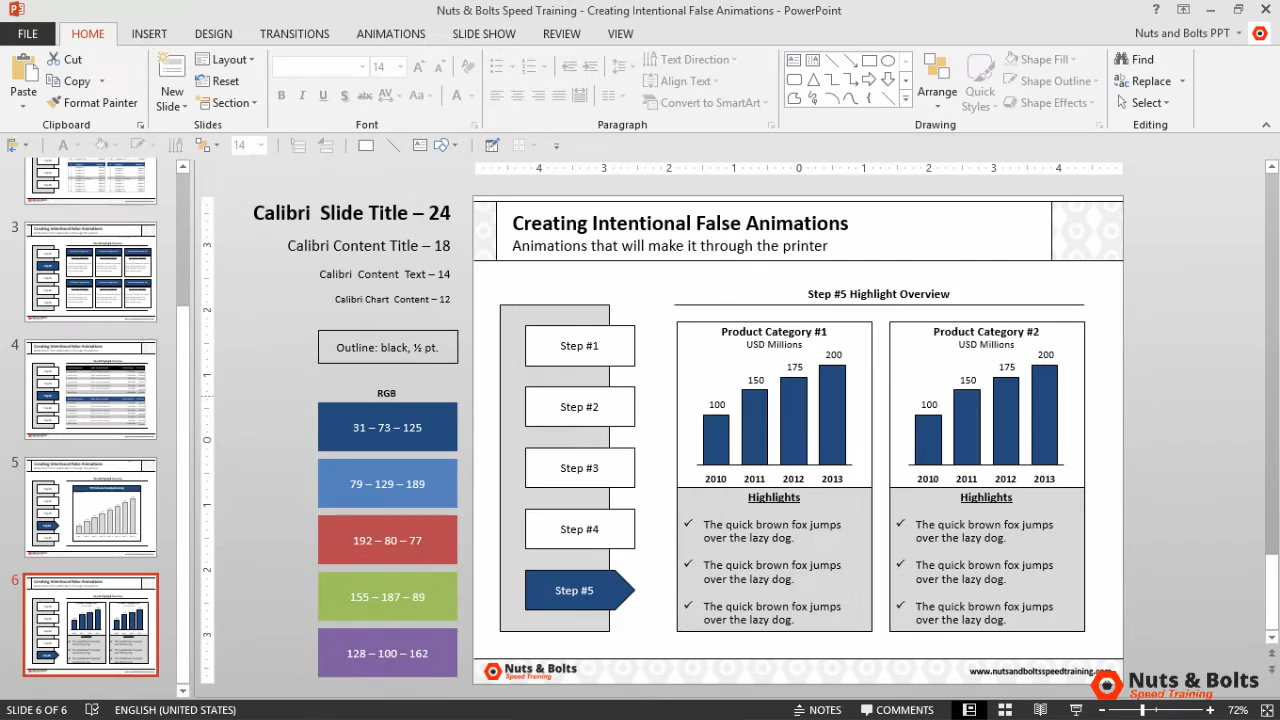 Nuts & Bolts Speed Training - Creating Intentional False Animations - PowerPoint
FILE HOME INSERT DESIGN TRANSITIONS ANIMATIONS SLIDE SHOW REVIEW VIEW Nuts and Bolts PPT
Paste
Cut
Copy
Format Painter
Clipboard
New
Slide
Layout
Reset
Section
Slides
14
Font
Text Direction
Align Text
Convert to SmartArt
Paragraph
Arrange
Quick
Styles
Shape Fill
Shape Outline
Shape Effects
Drawing
Find
Replace
Select
Editing
14
3
4
5
6
Calibri Slide Title – 24
Calibri Content Title – 18
Calibri Content Text – 14
Calibri Chart Content – 12
Outline: black, ½ pt.
RGB
31 – 73 – 125
79 – 129 – 189
192 – 80 – 77
155 – 187 – 89
128 – 100 – 162
Creating Intentional False Animations
Animations that will make it through the printer
Step #1
Step #2
Step #3
Step #4
Step #5
Step #5 Highlight Overview
Product Category #1
USD Millions
100 150 175 200
2010 2011 2012 2013
Highlights
✓ The quick brown fox jumps
over the lazy dog.
✓ The quick brown fox jumps
over the lazy dog.
✓ The quick brown fox jumps
over the lazy dog.
Product Category #2
USD Millions
100 150 175 200
2010 2011 2012 2013
Highlights
✓ The quick brown fox jumps
over the lazy dog.
✓ The quick brown fox jumps
over the lazy dog.
✓ The quick brown fox jumps
over the lazy dog.
Nuts & Bolts
Speed Training
www.nutsandboltsspeedtraining.com
Nuts & Bolts
Speed Training
SLIDE 6 OF 6 ENGLISH (UNITED STATES) NOTES COMMENTS 72%